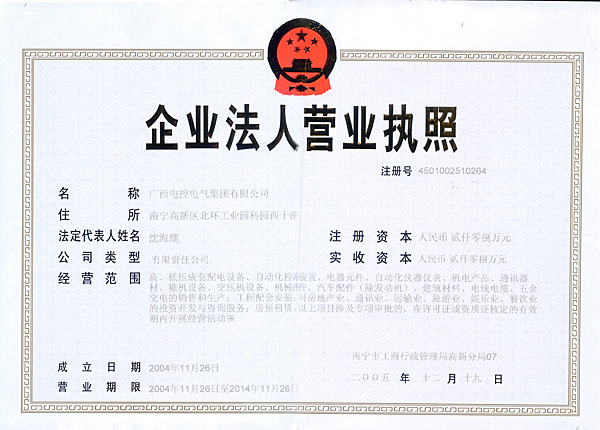 企业法人营业执照
注册号 4501002510264
名称 广西电控电气集团有限公司
住所 南宁高新区北环工业园科园西十路
法定代表人姓名 沈海潮
注册资本 人民币 贰仟零捌万元
公司类型 有限责任公司
实收资本 人民币 贰仟零捌万元
经营范围 高、低压成套配电设备、自动化控制装置、电器元件、自动化仪器仪表、机电产品、通讯器
材、糖机设备、空压机设备、机械配件、汽车配件（除发动机）、建筑材料、电线电缆、五金
交电的销售和生产；工程配套安装；对房地产业、通讯业、运输业、旅游业、娱乐业、餐饮业
的投资开发与咨询服务；房屋租赁。以上项目涉及专项审批的，在许可证或资质证核定的有效
期内开展经营活动※
南宁市工商行政管理局高新分局07
成立日期 2004年11月26日
营业期限 2004年11月26日至2014年11月26日
二〇〇五年十二月十九日